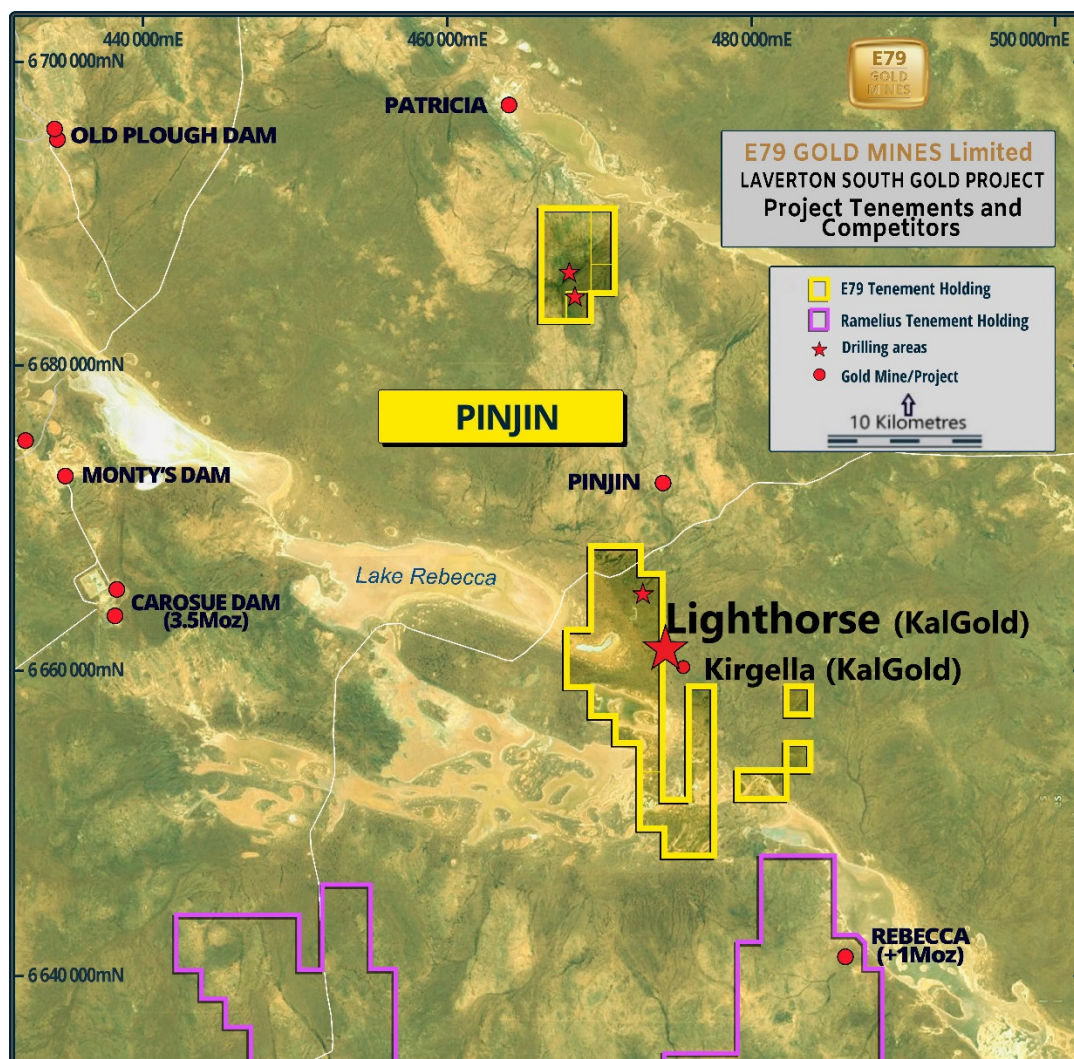 440 000mE
460 000mE
480 000mE
500 000mE
6 700 000mN
E79
GOLD
MINES
PATRICIA
OLD PLOUGH DAM
E79 GOLD MINES Limited
LAVERTON SOUTH GOLD PROJECT
Project Tenements and
Competitors
E79 Tenement Holding
Ramelius Tenement Holding
Drilling areas
Gold Mine/Project
10 Kilometres
6 680 000mN
PINJIN
MONTY'S DAM
PINJIN
Lake Rebecca
CAROSUE DAM
(3.5Moz)
Lighthorse (KalGold)
6 660 000mN
Kirgella (KalGold)
REBECCA
(+1Moz)
6 640 000mN